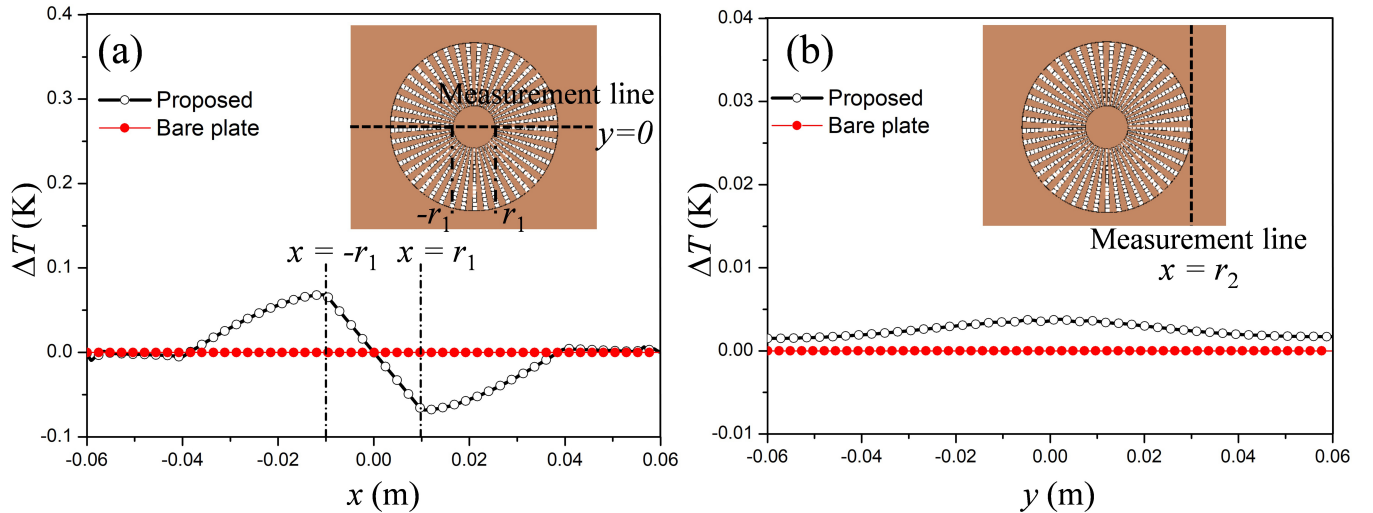 (a)
Proposed
Bare plate
Measurement line
y=0
-r1 r1
x = -r1 x = r1
0.4
0.3
0.2
0.1
0.0
-0.1
ΔT (K)
-0.06 -0.04 -0.02 0.00 0.02 0.04 0.06
x (m)
(b)
Proposed
Bare plate
Measurement line
x = r2
0.04
0.03
0.02
0.01
0.00
-0.01
ΔT (K)
-0.06 -0.04 -0.02 0.00 0.02 0.04 0.06
y (m)